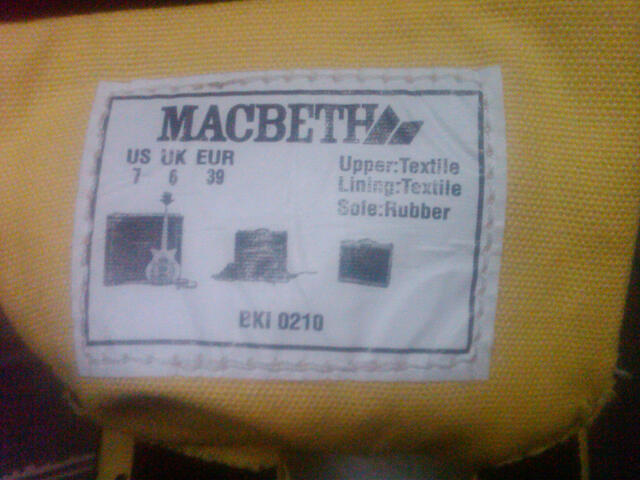 MACBETH
US UK EUR
7 6 39
Upper:Textile
Lining:Textile
Sole:Rubber
BKI 0210